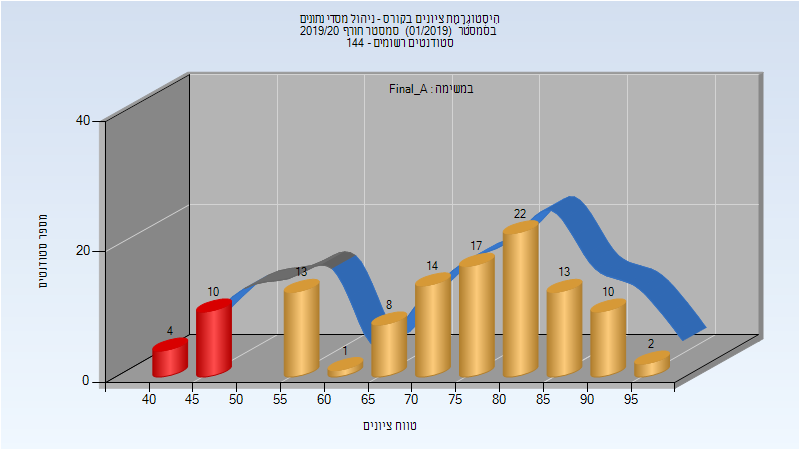 היסטוגרמת ציונים בקורס - ניהול מסדי נתונים
בסמסטר (01/2019) סמסטר חורף 2019/20
סטודנטים רשומים - 144
במשימה : Final_A
מספר סטודנטים
40
20
0
4
10
13
1
8
14
17
22
13
10
2
40 45 50 55 60 65 70 75 80 85 90 95
טווח ציונים